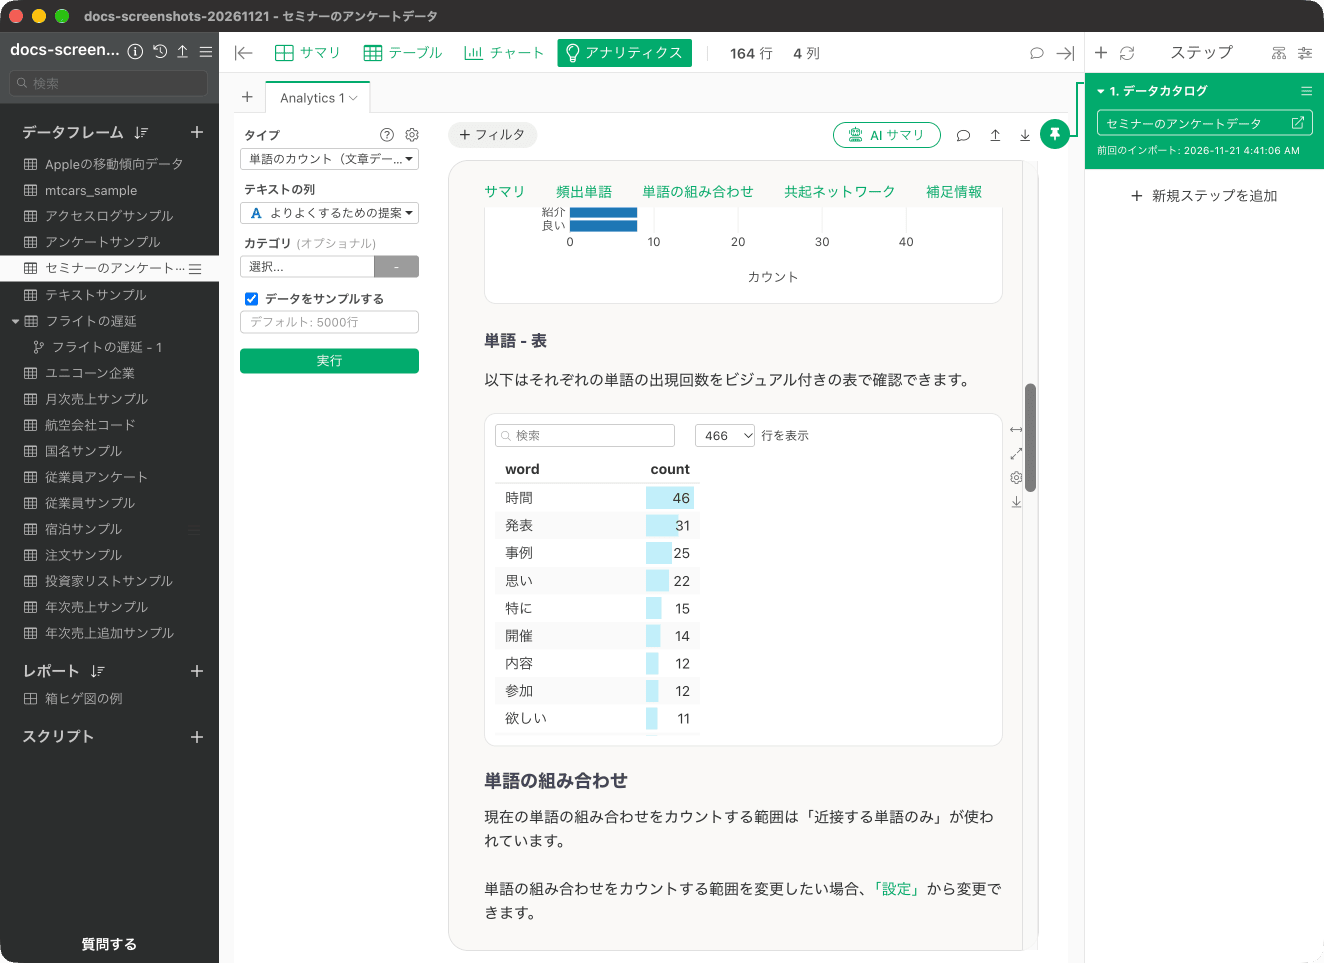 docs-screenshots-20261121 - セミナーのアンケートデータ
docs-screen...
検索
データフレーム
Appleの移動傾向データ
mtcars_sample
アクセスログサンプル
アンケートサンプル
セミナーのアンケート…
テキストサンプル
フライトの遅延
フライトの遅延 - 1
ユニコーン企業
月次売上サンプル
航空会社コード
国名サンプル
従業員アンケート
従業員サンプル
宿泊サンプル
注文サンプル
投資家リストサンプル
年次売上サンプル
年次売上追加サンプル
レポート
箱ヒゲ図の例
スクリプト
質問する
サマリ
テーブル
チャート
アナリティクス
164 行
4 列
Analytics 1
タイプ
単語のカウント（文章デー...
テキストの列
A よりよくするための提案
カテゴリ (オプショナル)
選択...
-
データをサンプルする
デフォルト: 5000行
実行
+ フィルタ
AI サマリ
サマリ 頻出単語 単語の組み合わせ 共起ネットワーク 補足情報
紹介
良い
0 10 20 30 40
カウント
単語 - 表
以下はそれぞれの単語の出現回数をビジュアル付きの表で確認できます。
検索
466
行を表示
word count
時間 46
発表 31
事例 25
思い 22
特に 15
開催 14
内容 12
参加 12
欲しい 11
単語の組み合わせ
現在の単語の組み合わせをカウントする範囲は「近接する単語のみ」が使わ
れています。
単語の組み合わせをカウントする範囲を変更したい場合、「設定」から変更で
きます。
ステップ
1. データカタログ
セミナーのアンケートデータ
前回のインポート: 2026-11-21 4:41:06 AM
+ 新規ステップを追加